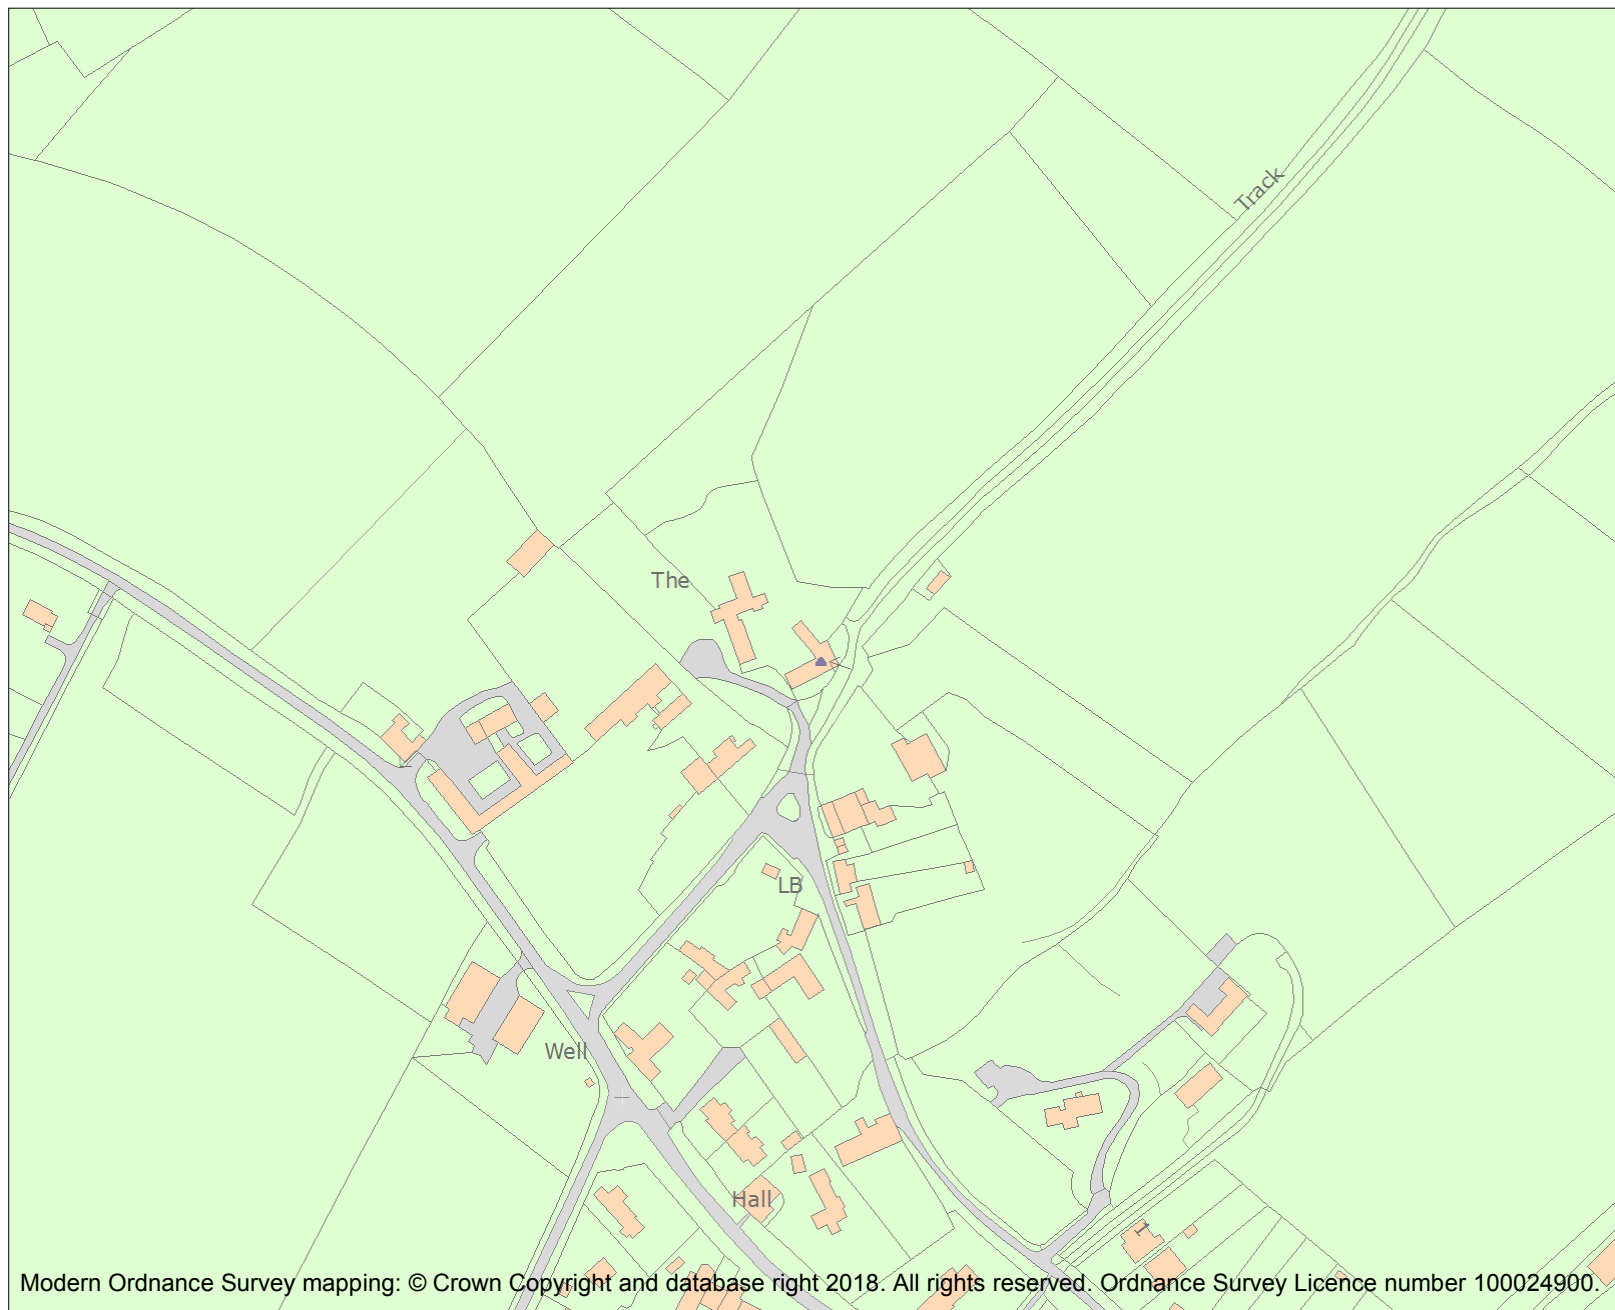 Track
The
LB
Well
Hall
1
Modern Ordnance Survey mapping: © Crown Copyright and database right 2018. All rights reserved. Ordnance Survey Licence number 100024900.